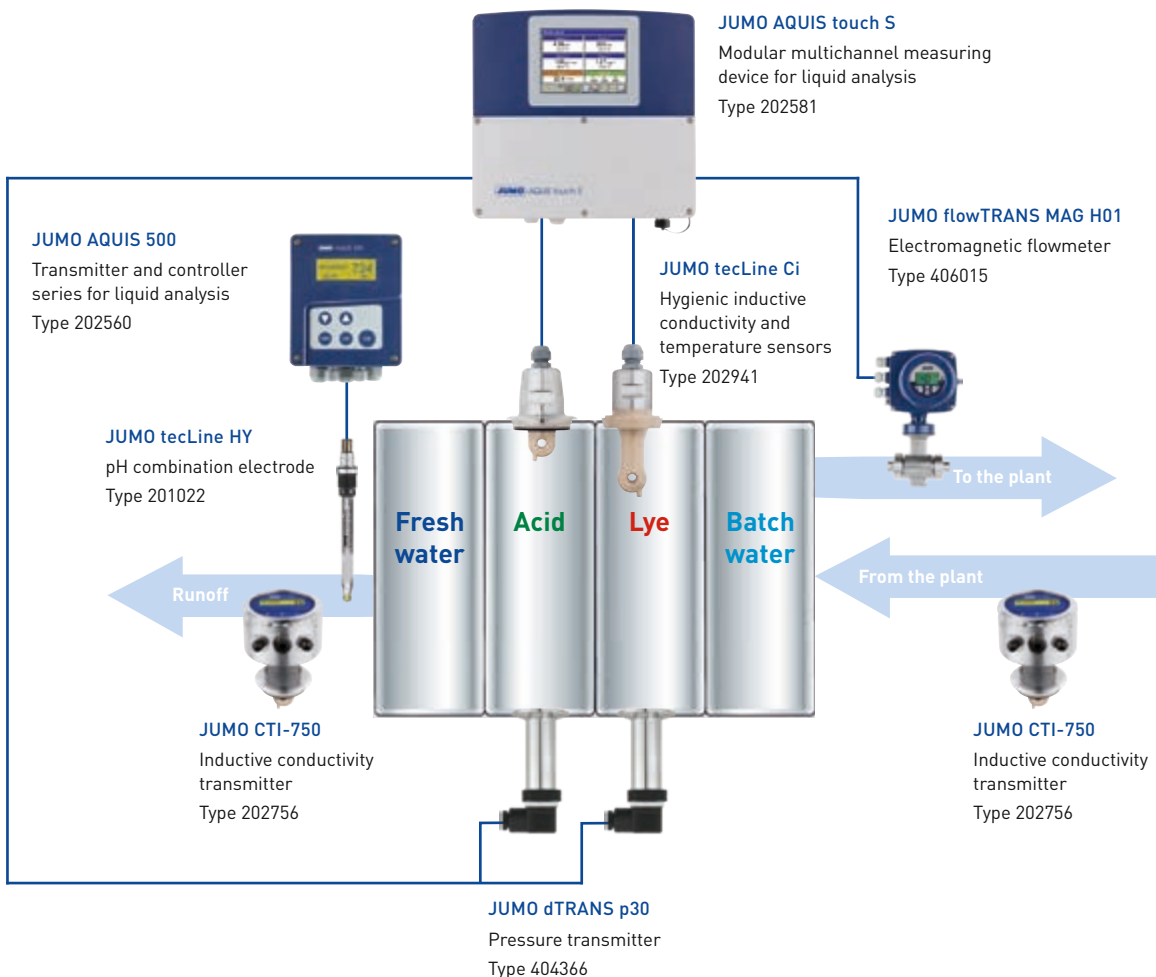 JUMO AQUIS touch S
Modular multichannel measuring
device for liquid analysis
Type 202581
JUMO AQUIS touch S
JUMO AQUIS 500
Transmitter and controller
series for liquid analysis
Type 202560
JUMO flowTRANS MAG H01
Electromagnetic flowmeter
Type 406015
JUMO tecLine Ci
Hygienic inductive
conductivity and
temperature sensors
Type 202941
JUMO tecLine HY
pH combination electrode
Type 201022
To the plant
Fresh
water
Acid
Lye
Batch
water
From the plant
Runoff
JUMO CTI-750
Inductive conductivity
transmitter
Type 202756
JUMO CTI-750
Inductive conductivity
transmitter
Type 202756
JUMO dTRANS p30
Pressure transmitter
Type 404366